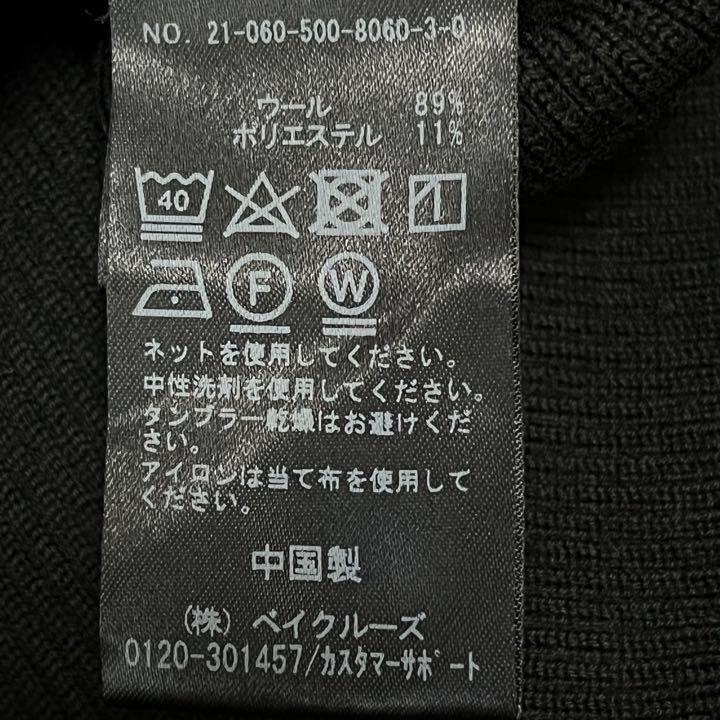 NO. 21-060-500-8060-3-0
ウール 89%
ポリエステル 11%
40
F W
ネットを使用してください。
中性洗剤を使用してください。
タンブラー乾燥はお避けくだ
さい。
アイロンは当て布を使用して
ください。
中国製
(株) ベイクルーズ
0120-301457/カスタマーサポート